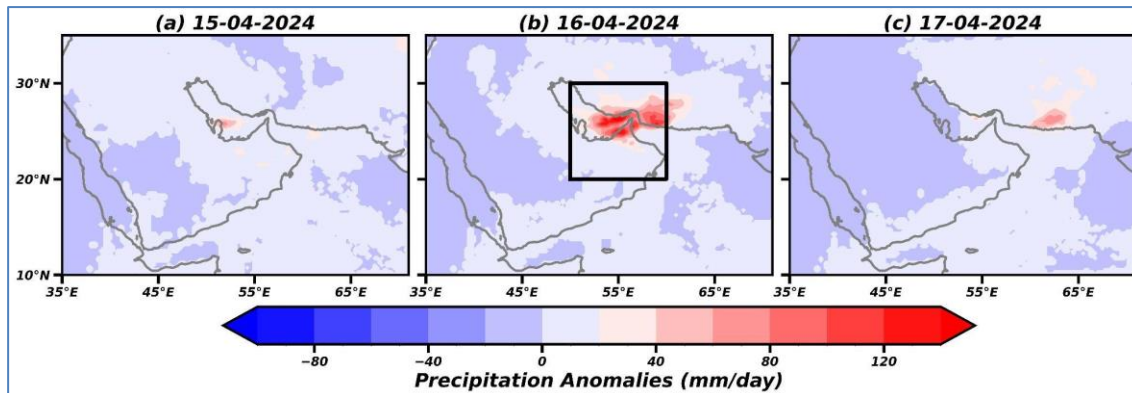 (a) 15-04-2024 (b) 16-04-2024 (c) 17-04-2024
30°N
20°N
10°N
35°E 45°E 55°E 65°E 35°E 45°E 55°E 65°E 35°E 45°E 55°E 65°E
−80 −40 0 40 80 120
Precipitation Anomalies (mm/day)